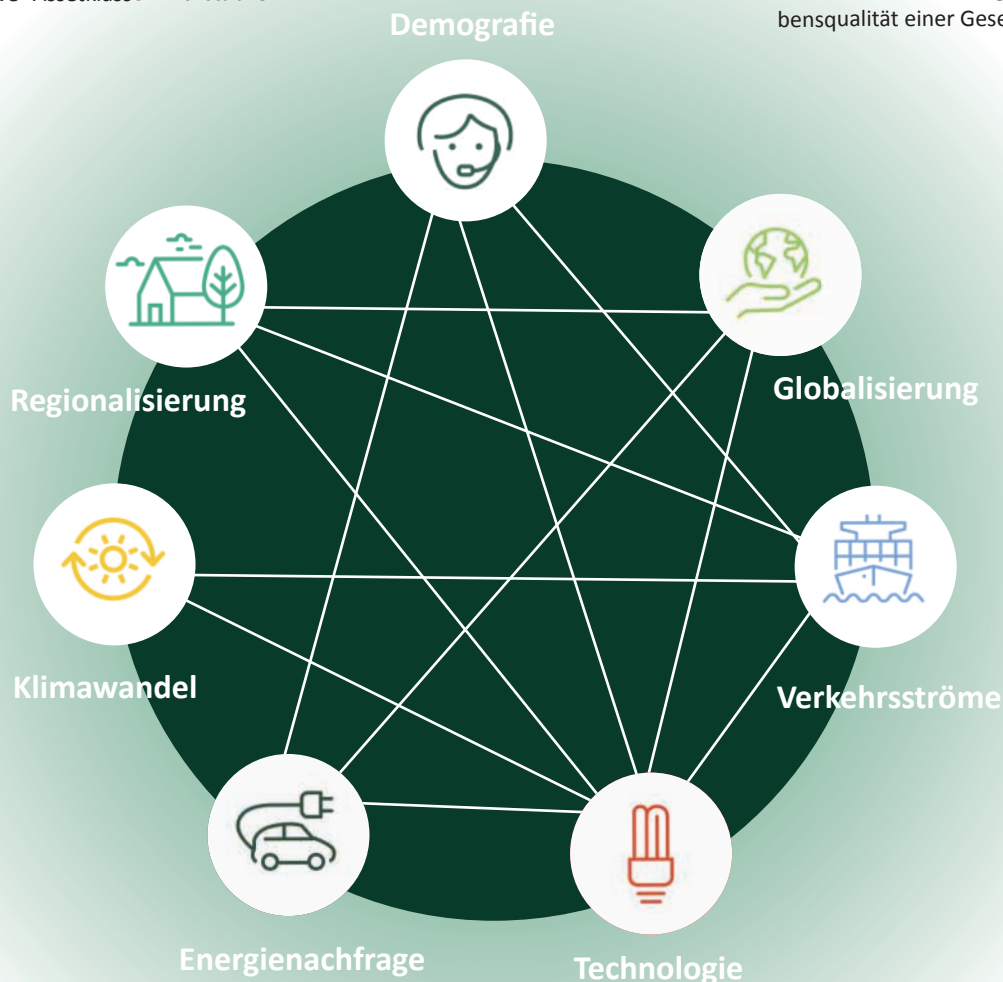 bensqualität einer Gese
Demografie
Globalisierung
Regionalisierung
Klimawandel
Verkehrsströme
Energienachfrage
Technologie